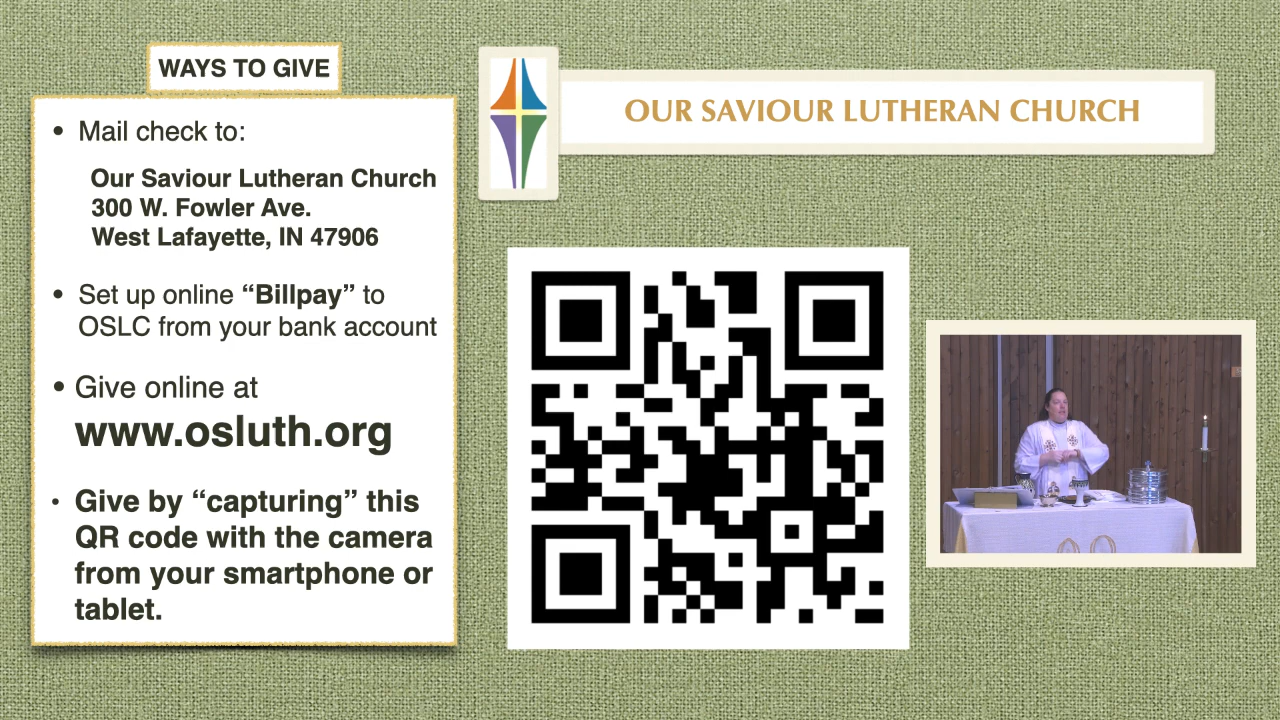 WAYS TO GIVE
• Mail check to:
Our Saviour Lutheran Church
300 W. Fowler Ave.
West Lafayette, IN 47906
• Set up online “Billpay” to
OSLC from your bank account
• Give online at
www.osluth.org
• Give by “capturing” this
QR code with the camera
from your smartphone or
tablet.
OUR SAVIOUR LUTHERAN CHURCH